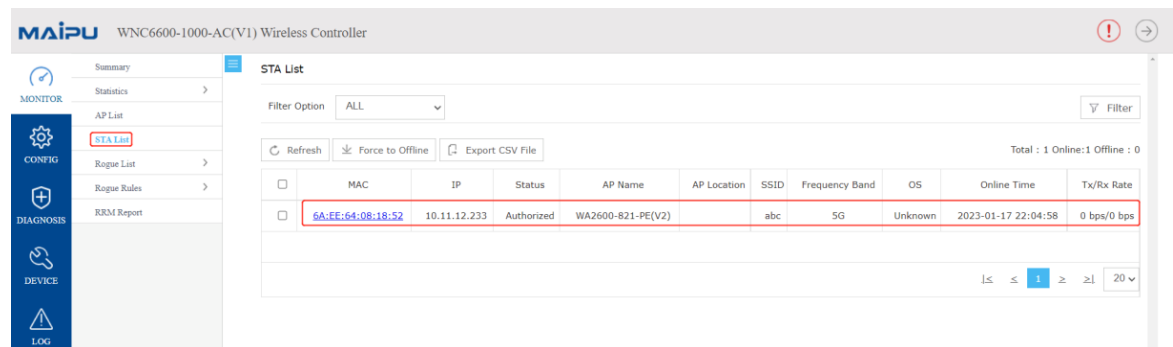 MAIPU WNC6600-1000-AC(V1) Wireless Controller
MONITOR
CONFIG
DIAGNOSIS
DEVICE
LOG
Summary
Statistics
AP List
STA List
Rogue List
Rogue Rules
RRM Report
STA List
Filter Option ALL Filter
Refresh Force to Offline Export CSV File Total : 1 Online:1 Offline : 0
MAC IP Status AP Name AP Location SSID Frequency Band OS Online Time Tx/Rx Rate
6A:EE:64:08:18:52 10.11.12.233 Authorized WA2600-821-PE(V2) abc 5G Unknown 2023-01-17 22:04:58 0 bps/0 bps
|< < 1 > >| 20